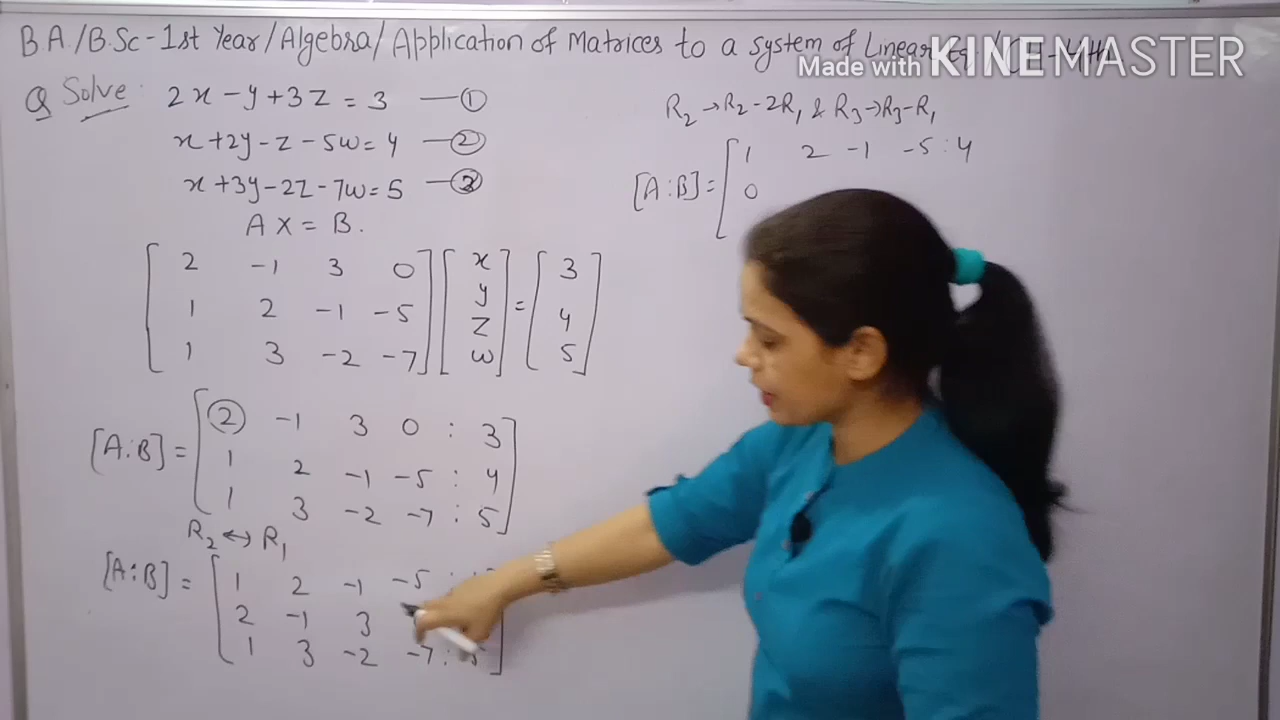 B.A./B.Sc-1st Year/Algebra/Application of Matrices to a System of Linear
Made with KINEMASTER
Q Solve 2x-y+3z=3 —①
x+2y-z-5w=4 —②
x+3y-2z-7w=5 —③
AX=B.
[2 -1 3 0] [x] = [3]
[1 2 -1 -5] [y] [4]
[1 3 -2 -7] [z] [5]
[w]
[A:B] = [② -1 3 0 : 3]
[1 2 -1 -5 : 4]
[1 3 -2 -7 : 5]
R₂↔R₁
[A:B] = [1 2 -1 -5 :
2 -1 3
1 3 -2 -7 : 5]
R₂→R₂-2R₁ & R₃→R₃-R₁
[A:B] = [1 2 -1 -5 : 4
0